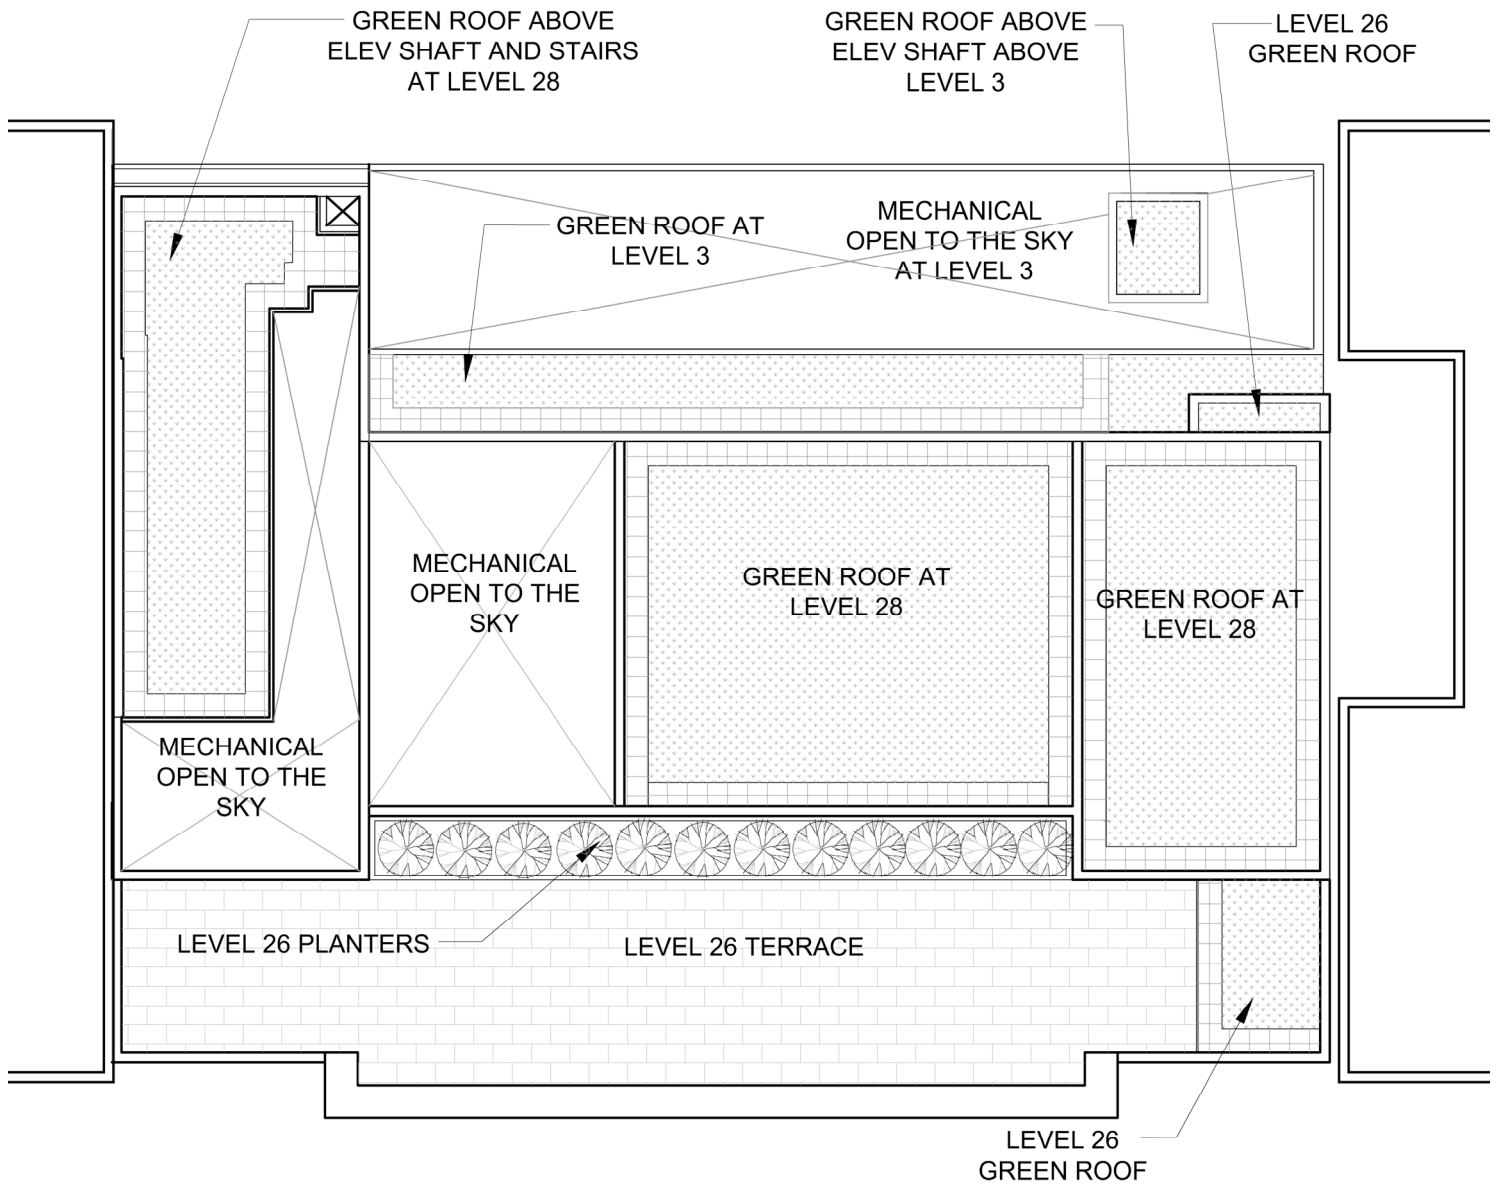 GREEN ROOF ABOVE
ELEV SHAFT AND STAIRS
AT LEVEL 28
GREEN ROOF ABOVE
ELEV SHAFT ABOVE
LEVEL 3
LEVEL 26
GREEN ROOF
GREEN ROOF AT
LEVEL 3
MECHANICAL
OPEN TO THE SKY
AT LEVEL 3
MECHANICAL
OPEN TO THE
SKY
GREEN ROOF AT
LEVEL 28
GREEN ROOF AT
LEVEL 28
MECHANICAL
OPEN TO THE
SKY
LEVEL 26 PLANTERS
LEVEL 26 TERRACE
LEVEL 26
GREEN ROOF